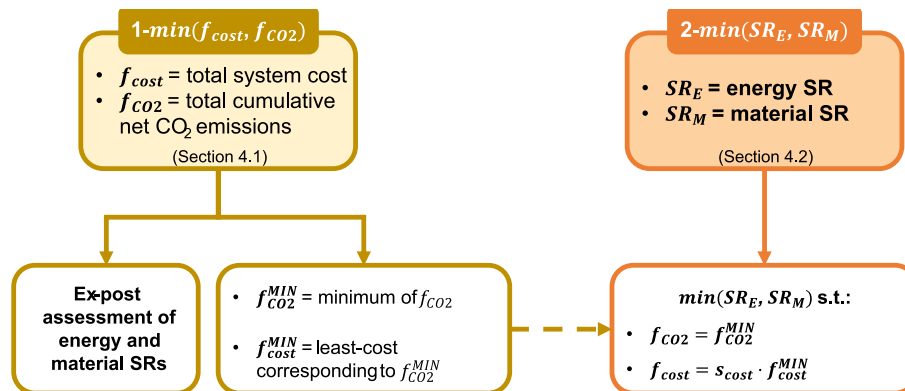 1-min(f_cost, f_CO2)
• f_cost = total system cost
• f_CO2 = total cumulative
net CO2 emissions
(Section 4.1)
2-min(SR_E, SR_M)
• SR_E = energy SR
• SR_M = material SR
(Section 4.2)
Ex-post
assessment of
energy and
material SRs
• f_CO2^MIN = minimum of f_CO2
• f_cost^MIN = least-cost
corresponding to f_CO2^MIN
min(SR_E, SR_M) s.t.:
• f_CO2 = f_CO2^MIN
• f_cost = s_cost · f_cost^MIN